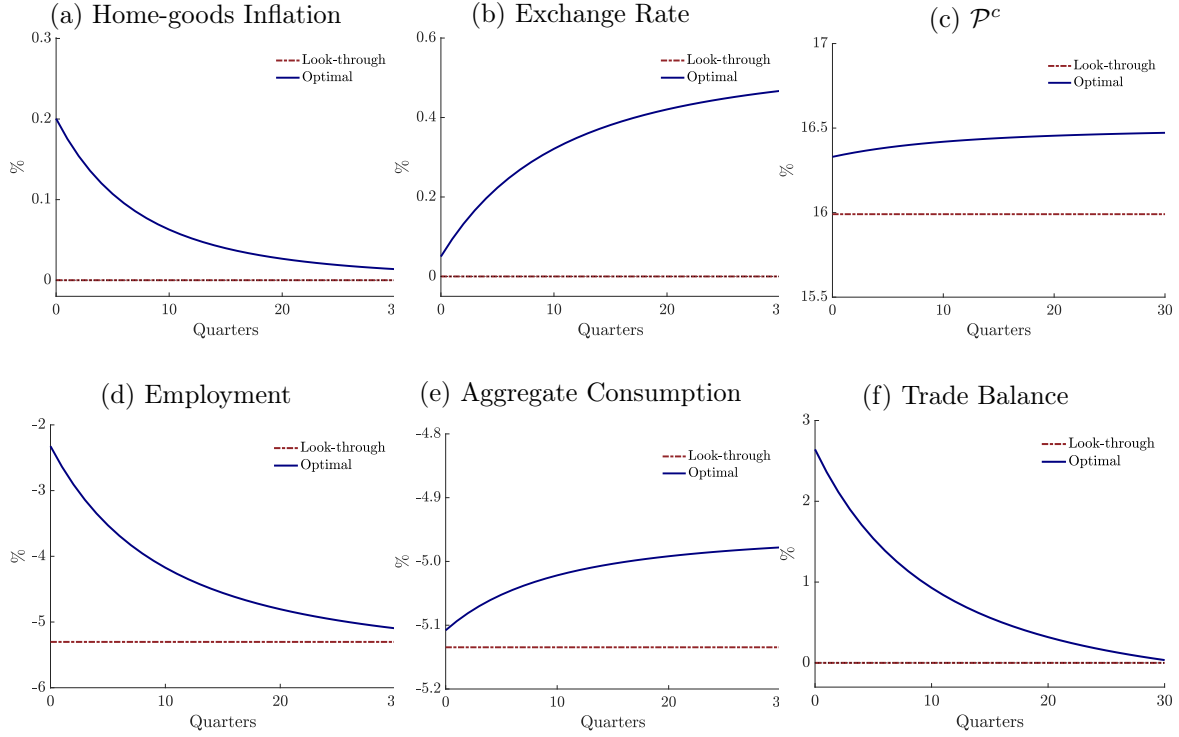 (a) Home-goods Inflation
0.3
0.2
0.1
0
%
Look-through
Optimal
0
10
20
3
Quarters
(b) Exchange Rate
0.6
0.4
0.2
0
%
Look-through
Optimal
0
10
20
3
Quarters
(c) 𝒫ᶜ
17
16.5
16
15.5
%
Look-through
Optimal
0
10
20
30
Quarters
(d) Employment
-2
-3
-4
-5
-6
%
Look-through
Optimal
0
10
20
3
Quarters
(e) Aggregate Consumption
-4.8
-4.9
-5.0
-5.1
-5.2
%
Look-through
Optimal
0
10
20
3
Quarters
(f) Trade Balance
3
2
1
0
%
Look-through
Optimal
0
10
20
30
Quarters